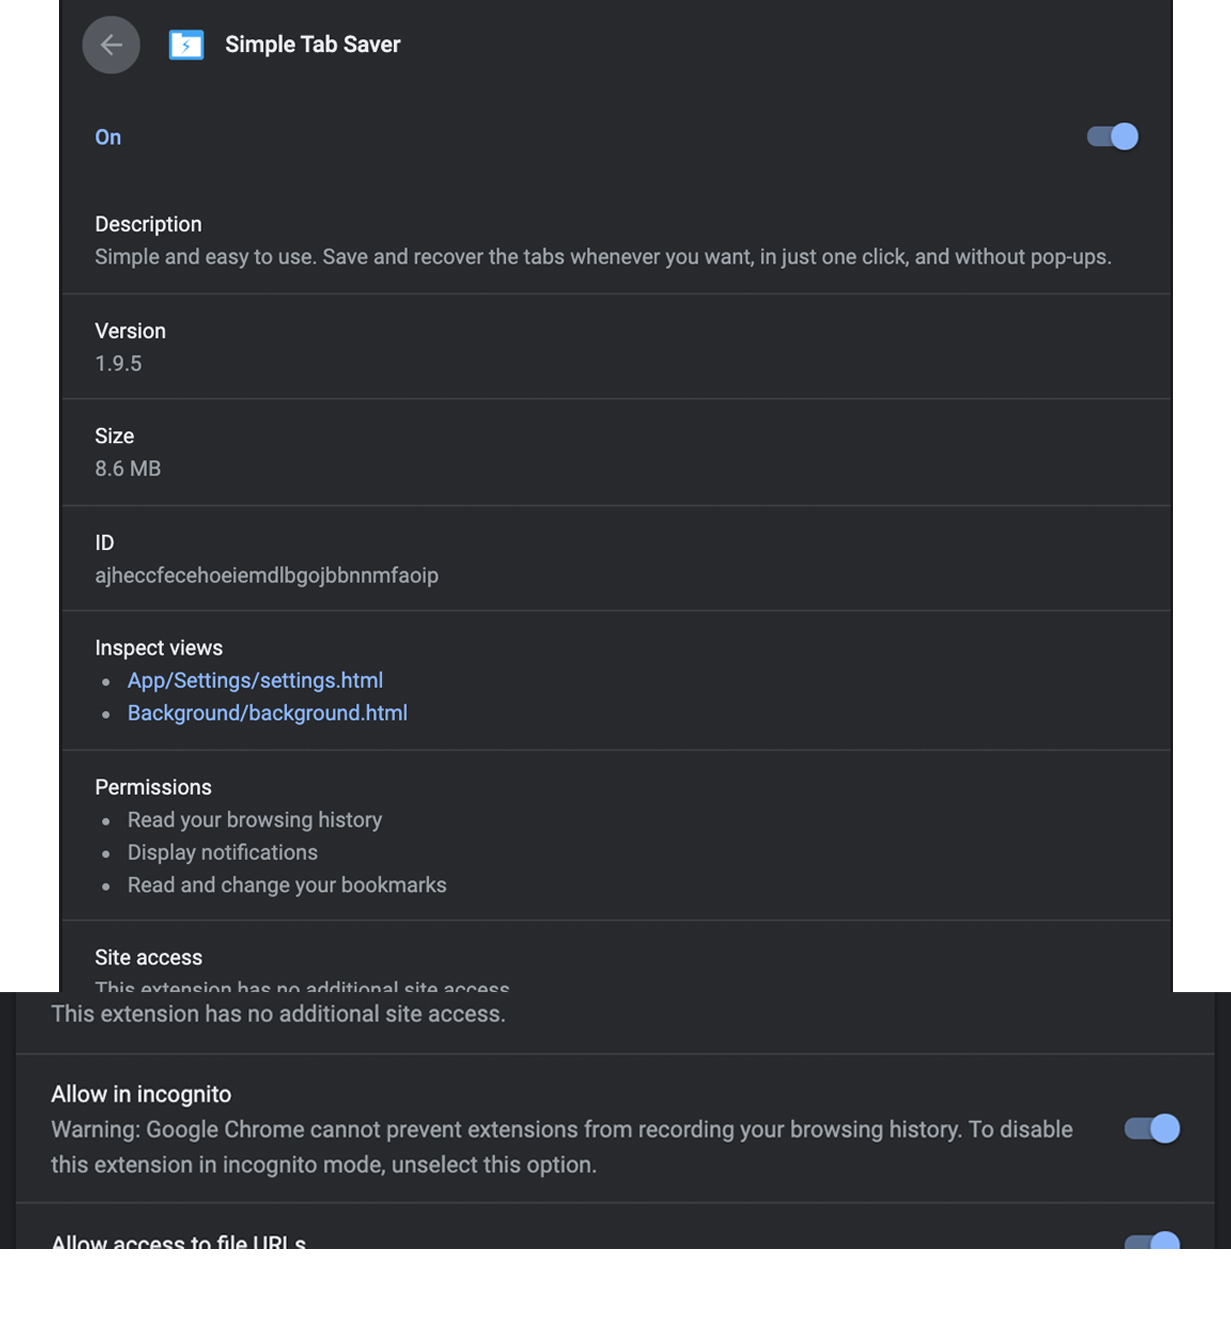 Simple Tab Saver
On
Description
Simple and easy to use. Save and recover the tabs whenever you want, in just one click, and without pop-ups.
Version
1.9.5
Size
8.6 MB
ID
ajheccfecehoeiemdlbgojbbnnmfaoip
Inspect views
App/Settings/settings.html
Background/background.html
Permissions
Read your browsing history
Display notifications
Read and change your bookmarks
Site access
This extension has no additional site access
This extension has no additional site access.
Allow in incognito
Warning: Google Chrome cannot prevent extensions from recording your browsing history. To disable
this extension in incognito mode, unselect this option.
Allow access to file URLs